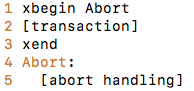 1 xbegin Abort
2 [transaction]
3 xend
4 Abort:
5   [abort handling]